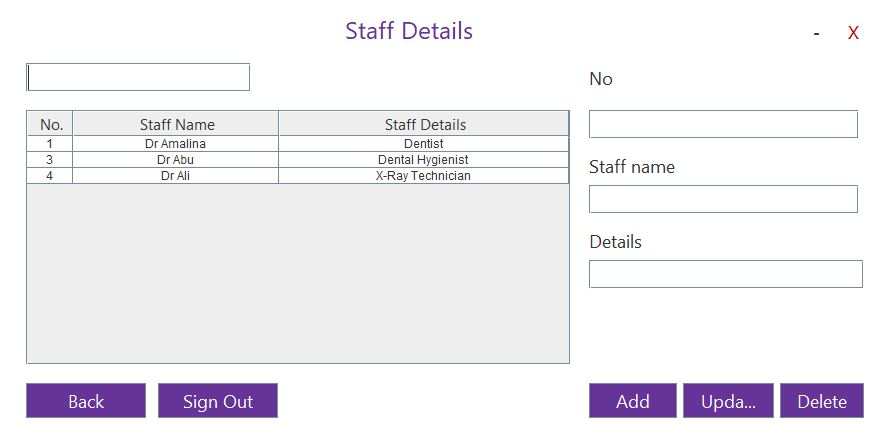 Staff Details
- X
No
No. Staff Name Staff Details
1 Dr Amalina Dentist
3 Dr Abu Dental Hygienist
4 Dr Ali X-Ray Technician
Staff name
Details
Back Sign Out Add Upda... Delete